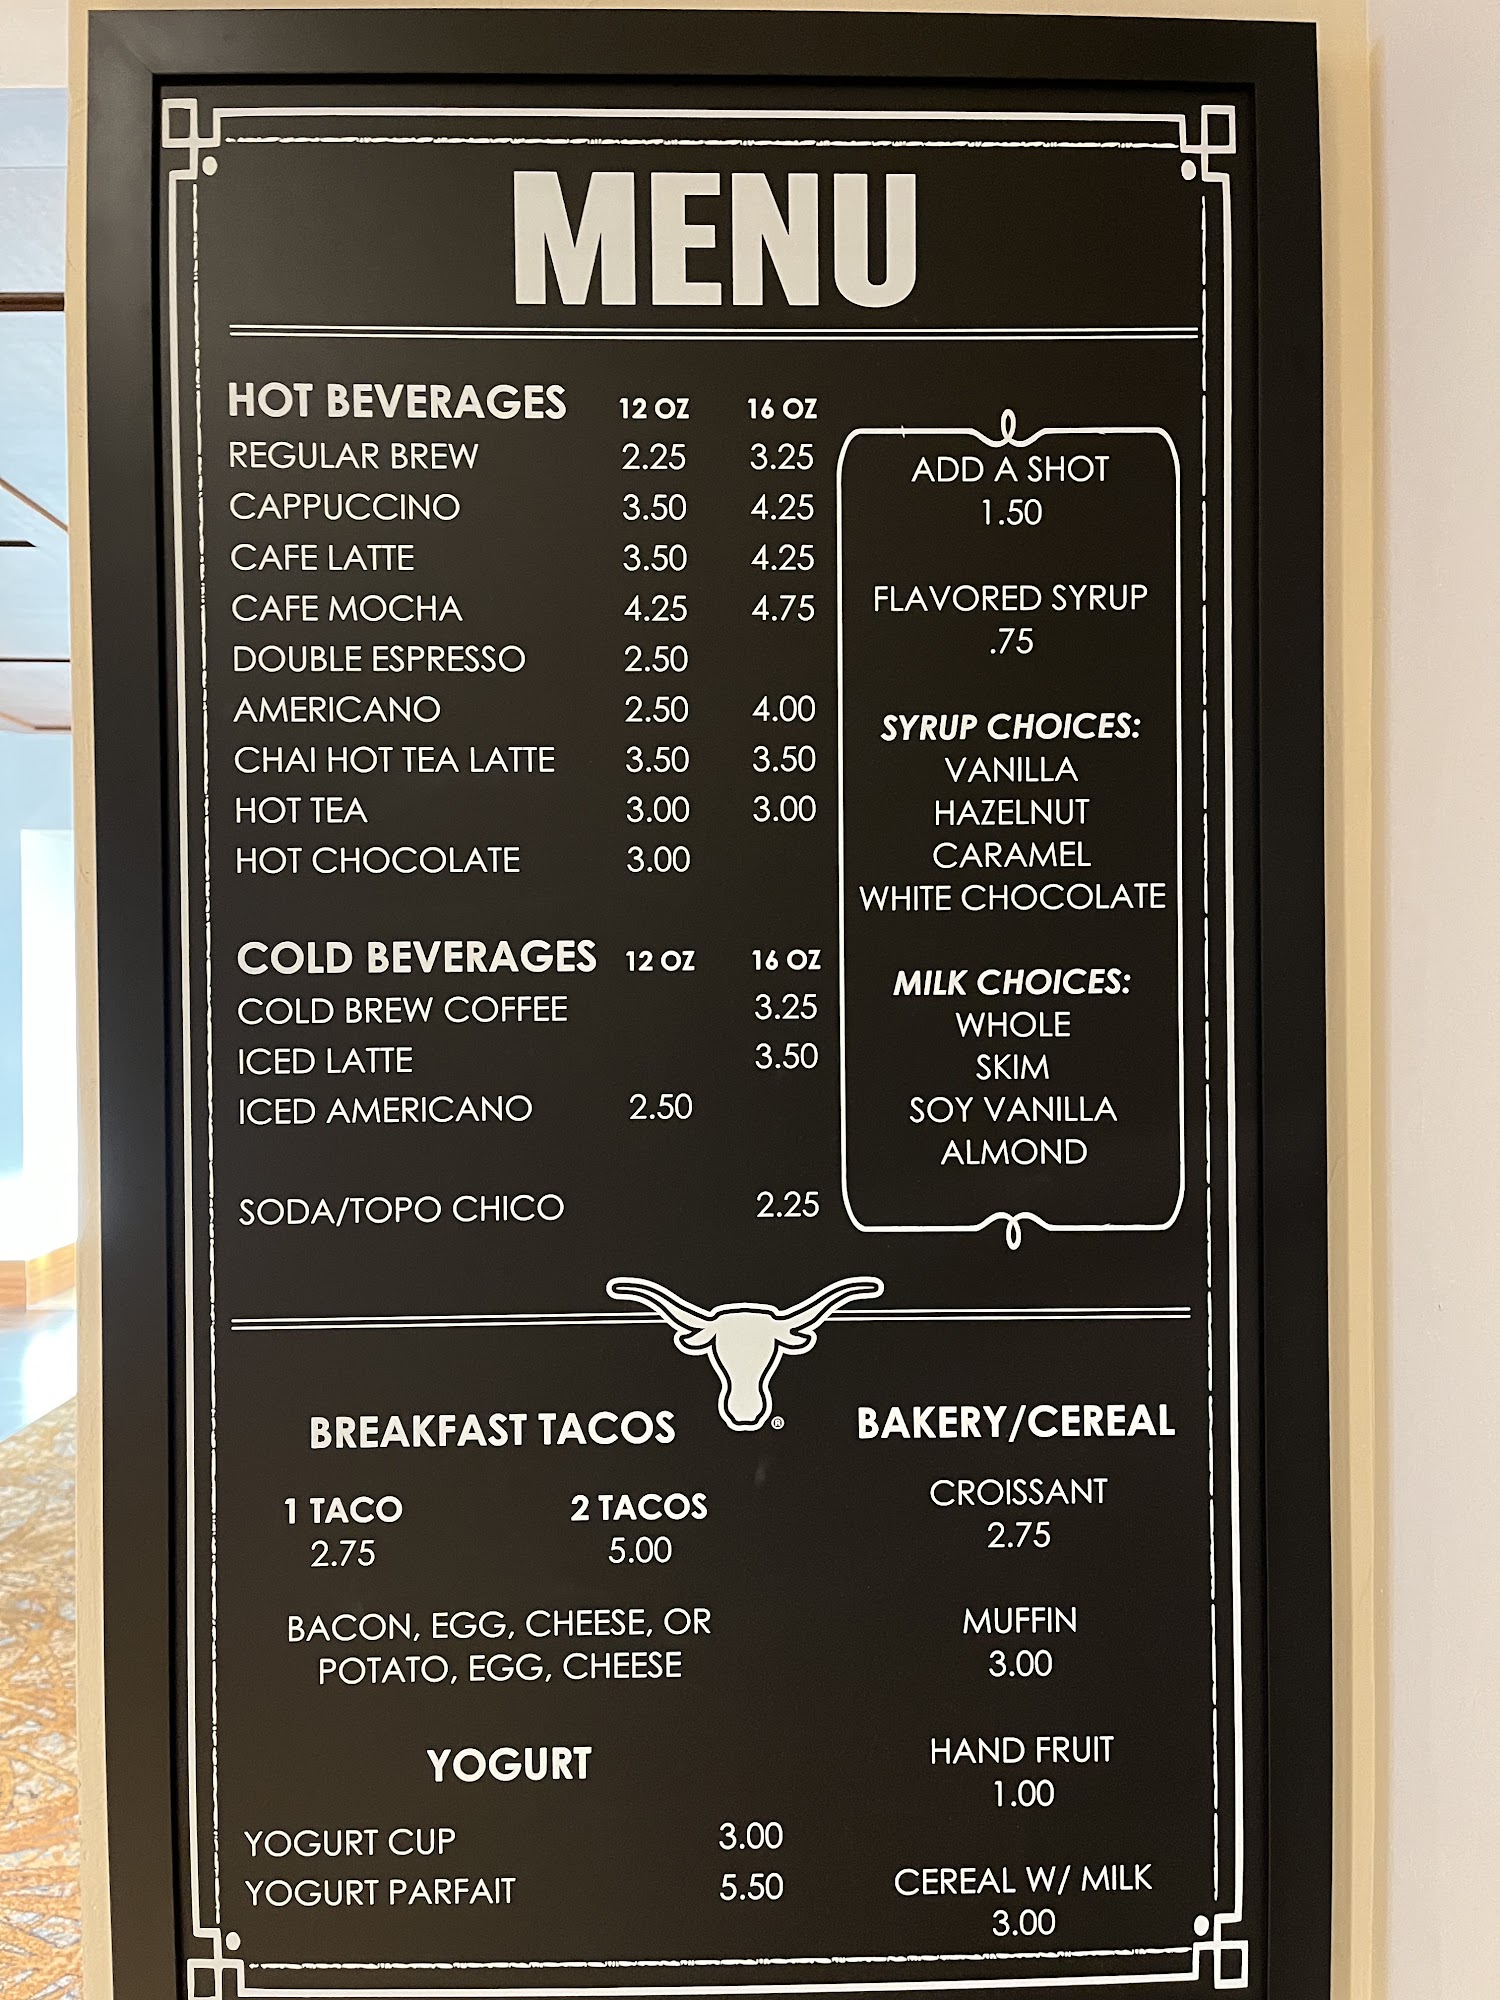 MENU
HOT BEVERAGES 12 OZ 16 OZ
REGULAR BREW 2.25 3.25
CAPPUCCINO 3.50 4.25
CAFE LATTE 3.50 4.25
CAFE MOCHA 4.25 4.75
DOUBLE ESPRESSO 2.50
AMERICANO 2.50 4.00
CHAI HOT TEA LATTE 3.50 3.50
HOT TEA 3.00 3.00
HOT CHOCOLATE 3.00
COLD BEVERAGES 12 OZ 16 OZ
COLD BREW COFFEE 3.25
ICED LATTE 3.50
ICED AMERICANO 2.50
SODA/TOPO CHICO 2.25
ADD A SHOT
1.50
FLAVORED SYRUP
.75
SYRUP CHOICES:
VANILLA
HAZELNUT
CARAMEL
WHITE CHOCOLATE
MILK CHOICES:
WHOLE
SKIM
SOY VANILLA
ALMOND
®
BREAKFAST TACOS
1 TACO 2 TACOS
2.75 5.00
BACON, EGG, CHEESE, OR
POTATO, EGG, CHEESE
YOGURT
YOGURT CUP 3.00
YOGURT PARFAIT 5.50
BAKERY/CEREAL
CROISSANT
2.75
MUFFIN
3.00
HAND FRUIT
1.00
CEREAL W/ MILK
3.00